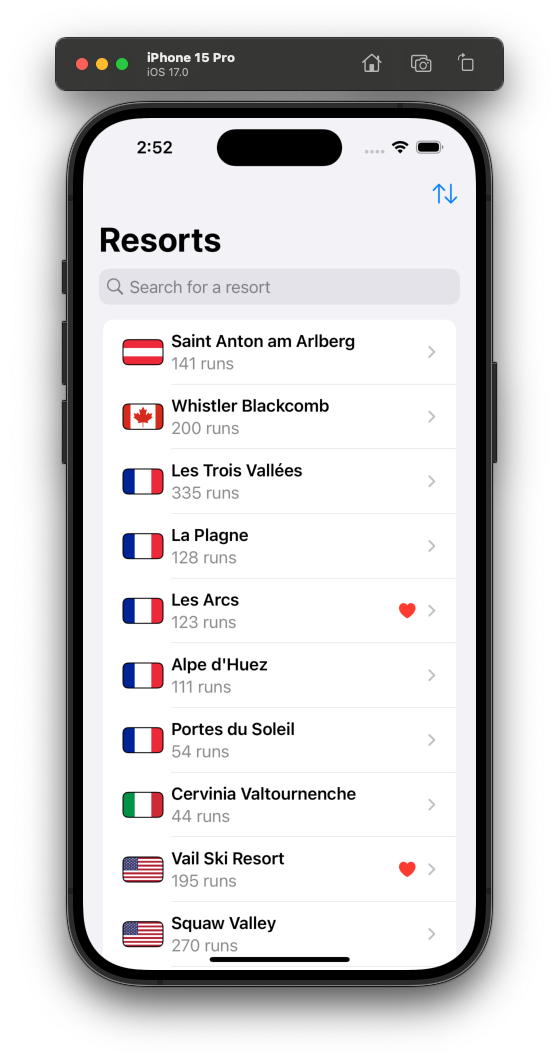 iPhone 15 Pro
iOS 17.0
2:52
Resorts
Search for a resort
Saint Anton am Arlberg
141 runs
Whistler Blackcomb
200 runs
Les Trois Vallées
335 runs
La Plagne
128 runs
Les Arcs
123 runs
Alpe d'Huez
111 runs
Portes du Soleil
54 runs
Cervinia Valtournenche
44 runs
Vail Ski Resort
195 runs
Squaw Valley
270 runs